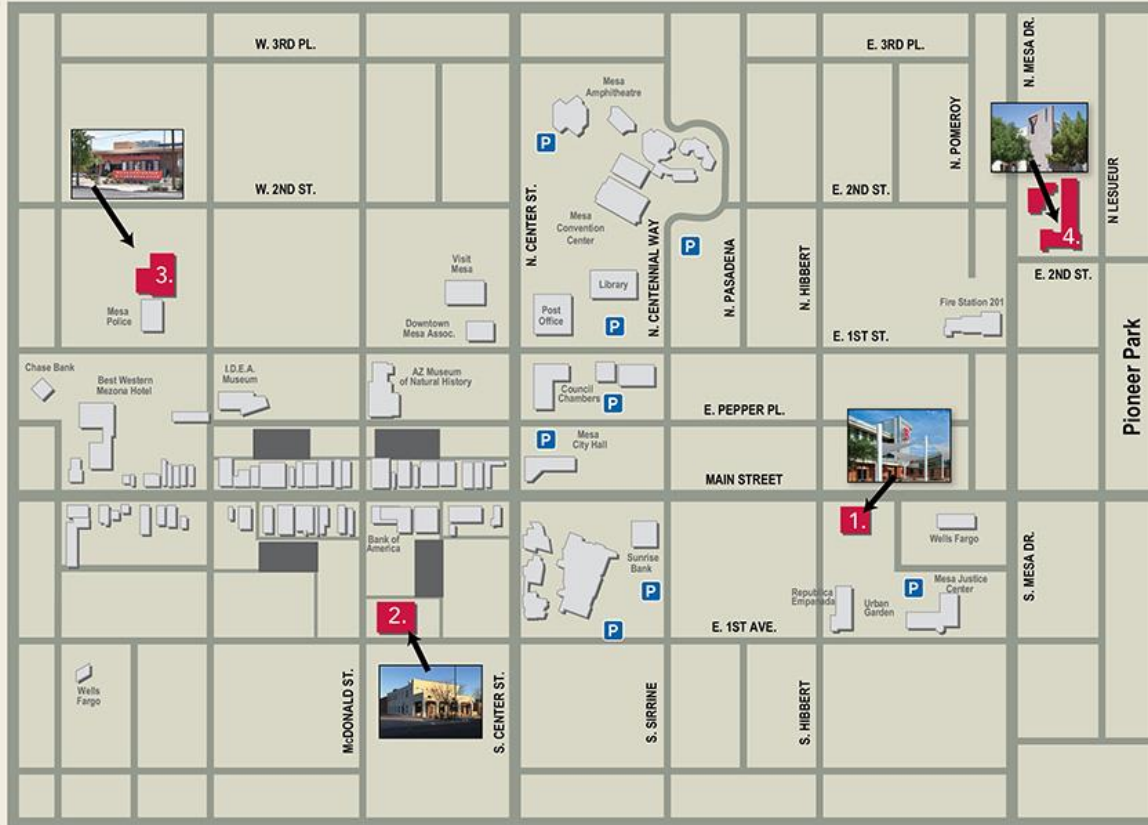 W. 3RD PL.
E. 3RD PL.
N. MESA DR.
Mesa
Amphitheatre
P
N. POMEROY
N LESUEUR
W. 2ND ST.
E. 2ND ST.
N. CENTER ST.
Mesa
Convention
Center
N. CENTENNIAL WAY
P
N. PASADENA
N. HIBBERT
4.
E. 2ND ST.
3.
Mesa
Police
Visit
Mesa
Library
Post
Office
P
Downtown
Mesa Assoc.
E. 1ST ST.
Fire Station 201
Pioneer Park
Chase Bank
Best Western
Mezona Hotel
I.D.E.A.
Museum
AZ Museum
of Natural History
Council
Chambers
P
E. PEPPER PL.
P
Mesa
City Hall
MAIN STREET
1.
Bank of
America
Sunrise
Bank
P
Wells Fargo
S. MESA DR.
Republica
Empanada
Urban
Garden
P
Mesa Justice
Center
2.
P
E. 1ST AVE.
Wells
Fargo
McDONALD ST.
S. CENTER ST.
S. SIRRINE
S. HIBBERT